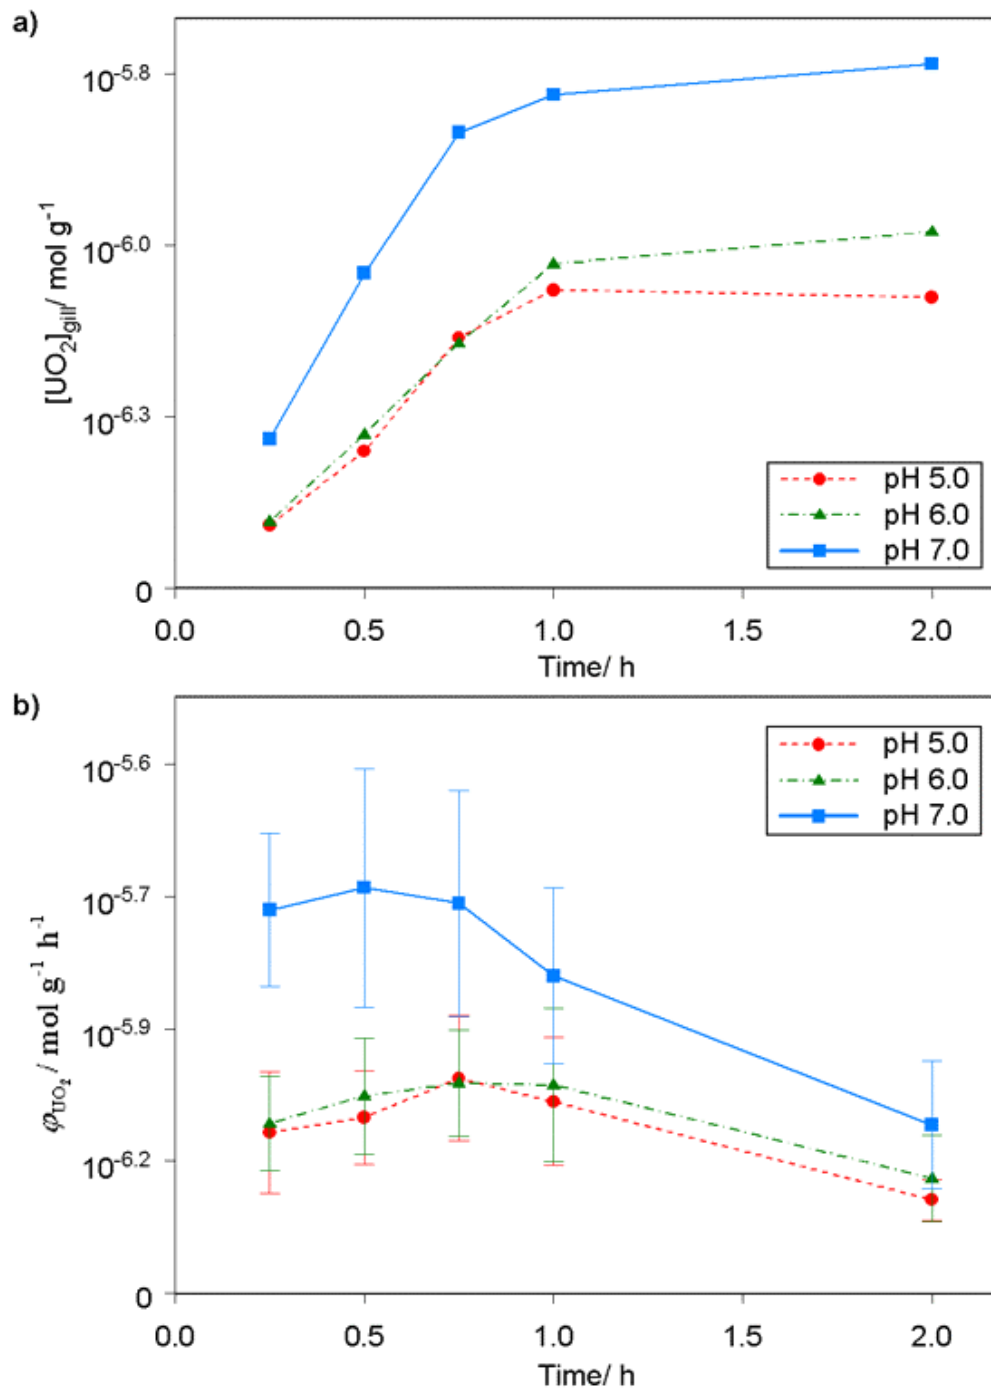 a)
10⁻⁵·⁸
10⁻⁶·⁰
10⁻⁶·³
0
[UO₂]gill/ mol g⁻¹
pH 5.0
pH 6.0
pH 7.0
0.0 0.5 1.0 1.5 2.0
Time/ h
b)
10⁻⁵·⁶
10⁻⁵·⁷
10⁻⁵·⁹
10⁻⁶·²
0
φUO₂ / mol g⁻¹ h⁻¹
pH 5.0
pH 6.0
pH 7.0
0.0 0.5 1.0 1.5 2.0
Time/ h